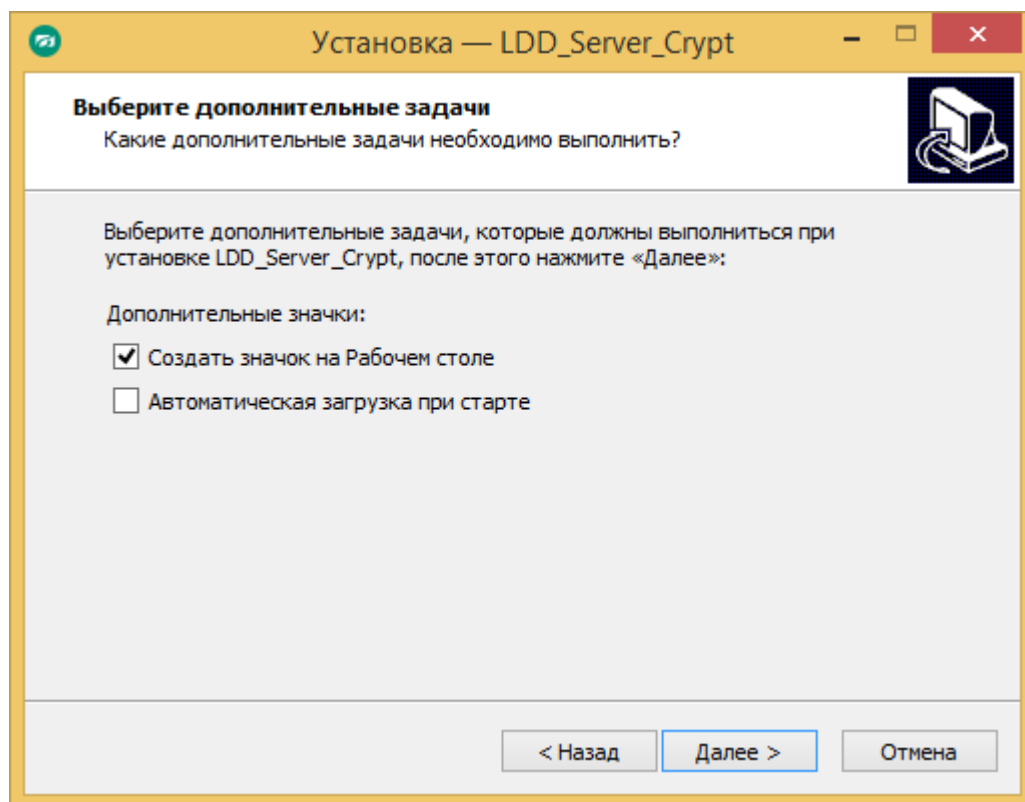 Установка — LDD_Server_Crypt
Выберите дополнительные задачи
Какие дополнительные задачи необходимо выполнить?
Выберите дополнительные задачи, которые должны выполниться при
установке LDD_Server_Crypt, после этого нажмите «Далее»:
Дополнительные значки:
Создать значок на Рабочем столе
Автоматическая загрузка при старте
< Назад
Далее >
Отмена